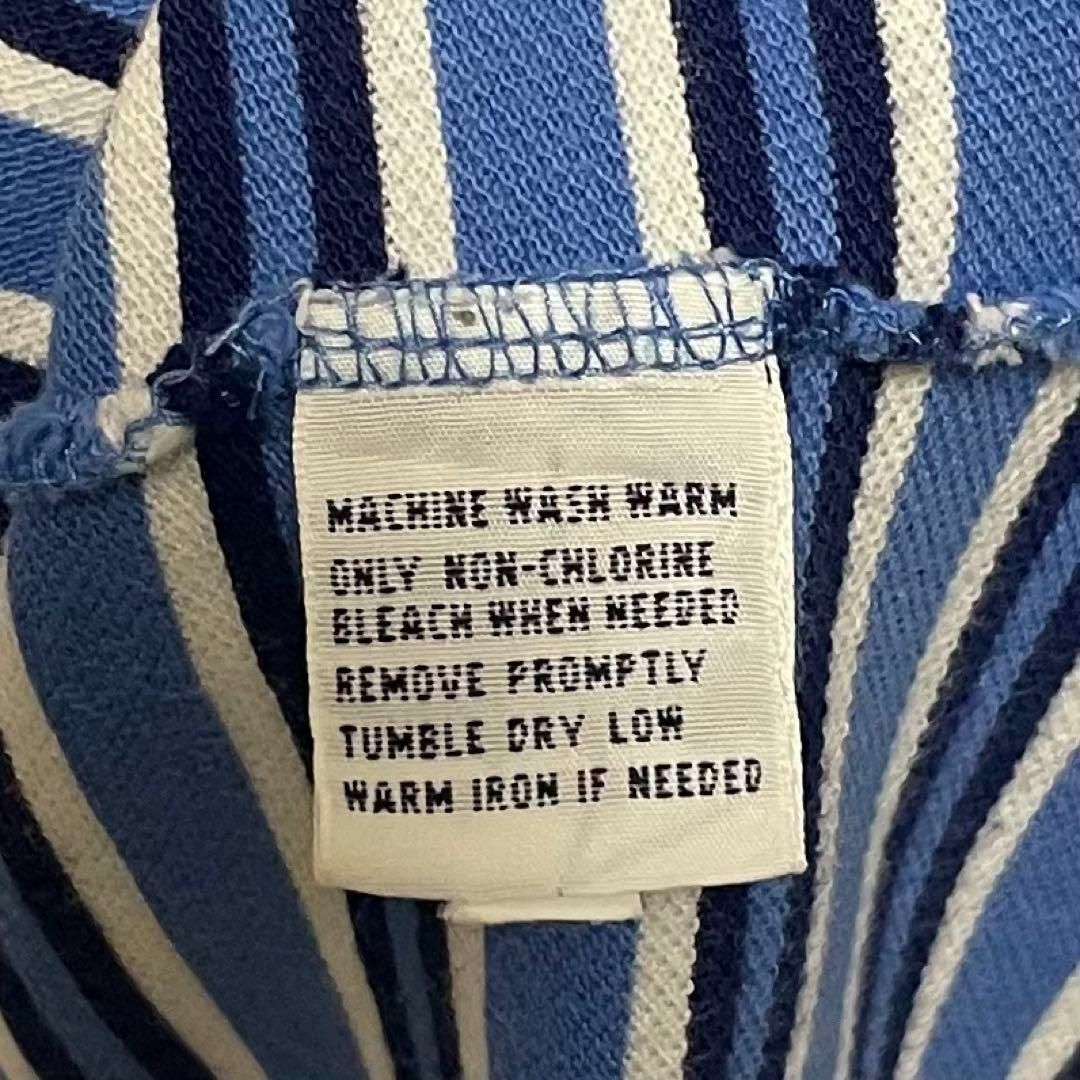 MACHINE WASH WARM
ONLY NON-CHLORINE
BLEACH WHEN NEEDED
REMOVE PROMPTLY
TUMBLE DRY LOW
WARM IRON IF NEEDED